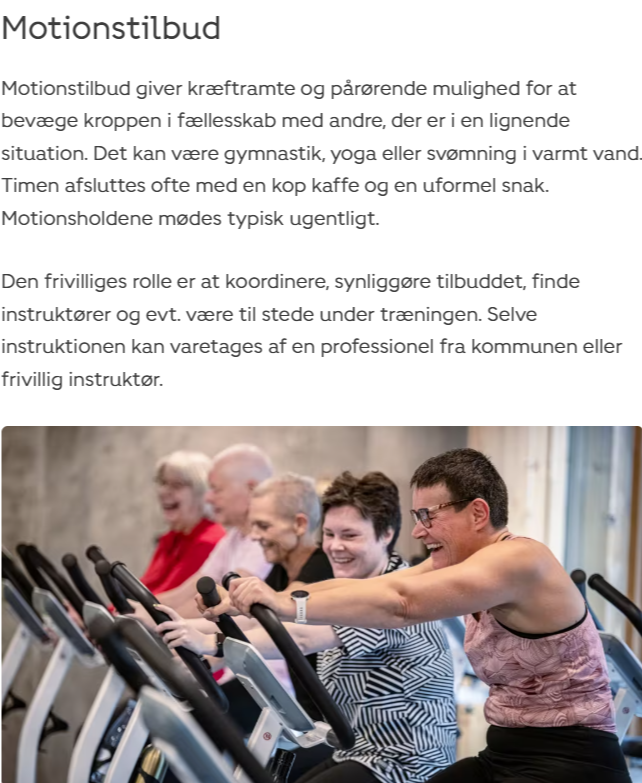 Motionstilbud
Motionstilbud giver kræftramte og pårørende mulighed for at
bevæge kroppen i fællesskab med andre, der er i en lignende
situation. Det kan være gymnastik, yoga eller svømning i varmt vand.
Timen afsluttes ofte med en kop kaffe og en uformel snak.
Motionsholdene mødes typisk ugentligt.
Den frivilliges rolle er at koordinere, synliggøre tilbuddet, finde
instruktører og evt. være til stede under træningen. Selve
instruktionen kan varetages af en professionel fra kommunen eller
frivillig instruktør.